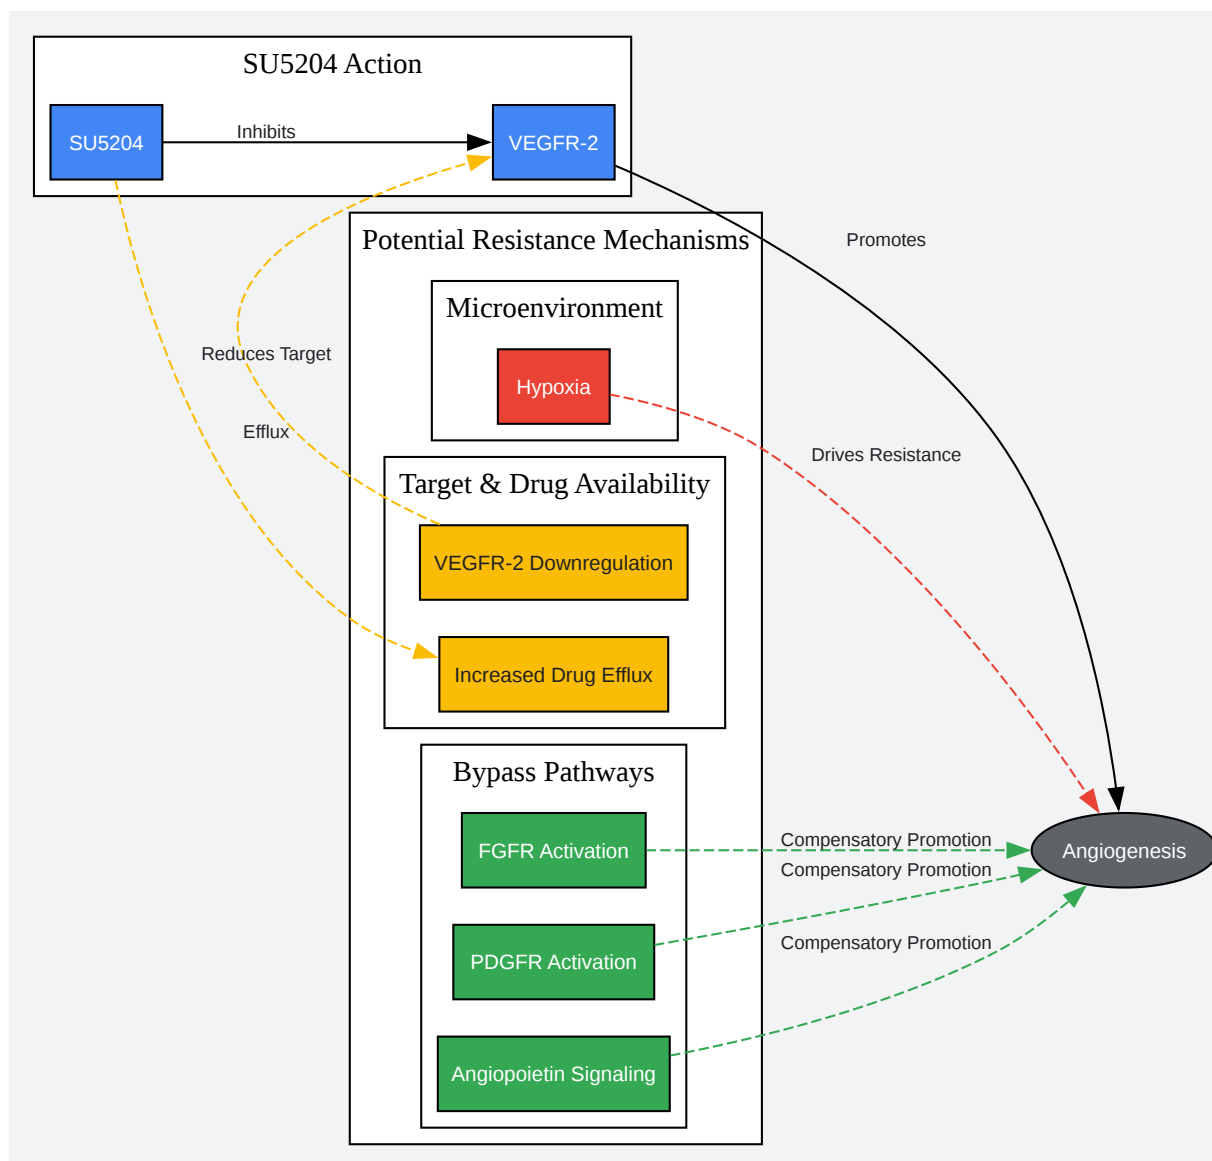 SU5204 Action
SU5204
Inhibits
VEGFR-2
Potential Resistance Mechanisms
Promotes
Microenvironment
Hypoxia
Reduces Target
Efflux
Drives Resistance
Target & Drug Availability
VEGFR-2 Downregulation
Increased Drug Efflux
Bypass Pathways
FGFR Activation
Compensatory Promotion
Angiogenesis
Compensatory Promotion
PDGFR Activation
Compensatory Promotion
Angiopoietin Signaling